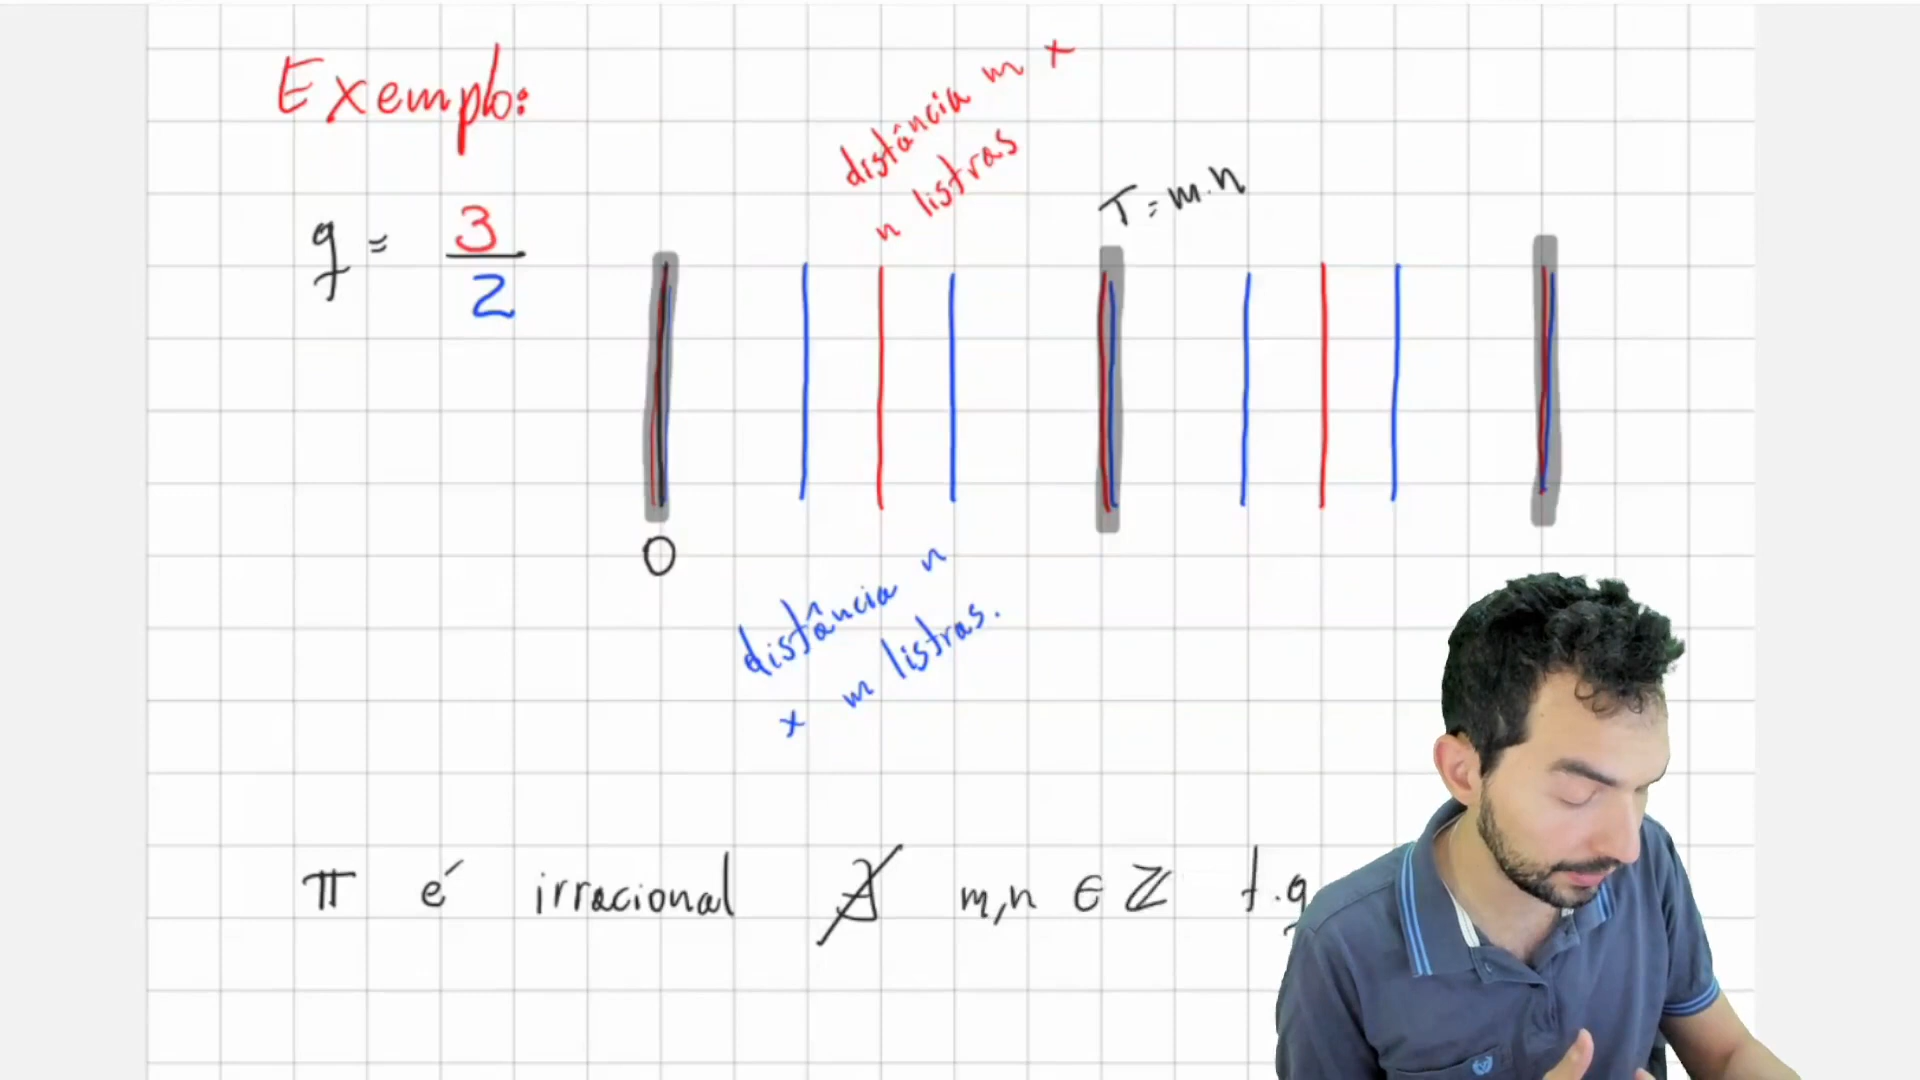 Exemplo:
distância m x
n listras
T = m.n
q = 3
2
0
distância n
x m listras.
π é irracional ∄ m,n ∈ ℤ t.q